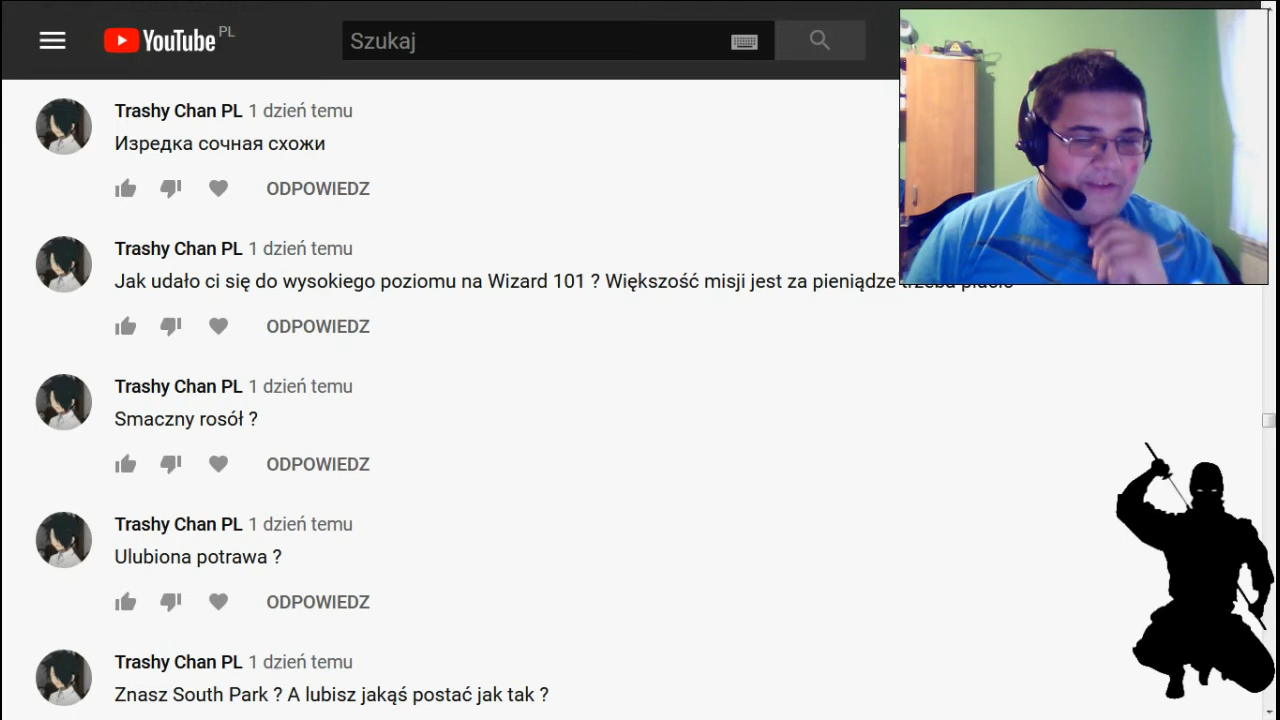 YouTube PL
Szukaj
Trashy Chan PL 1 dzień temu
Изредка сочная схожи
ODPOWIEDZ
Trashy Chan PL 1 dzień temu
Jak udało ci się do wysokiego poziomu na Wizard 101 ? Większość misji jest za pieniądze
ODPOWIEDZ
Trashy Chan PL 1 dzień temu
Smaczny rosół ?
ODPOWIEDZ
Trashy Chan PL 1 dzień temu
Ulubiona potrawa ?
ODPOWIEDZ
Trashy Chan PL 1 dzień temu
Znasz South Park ? A lubisz jakąś postać jak tak ?